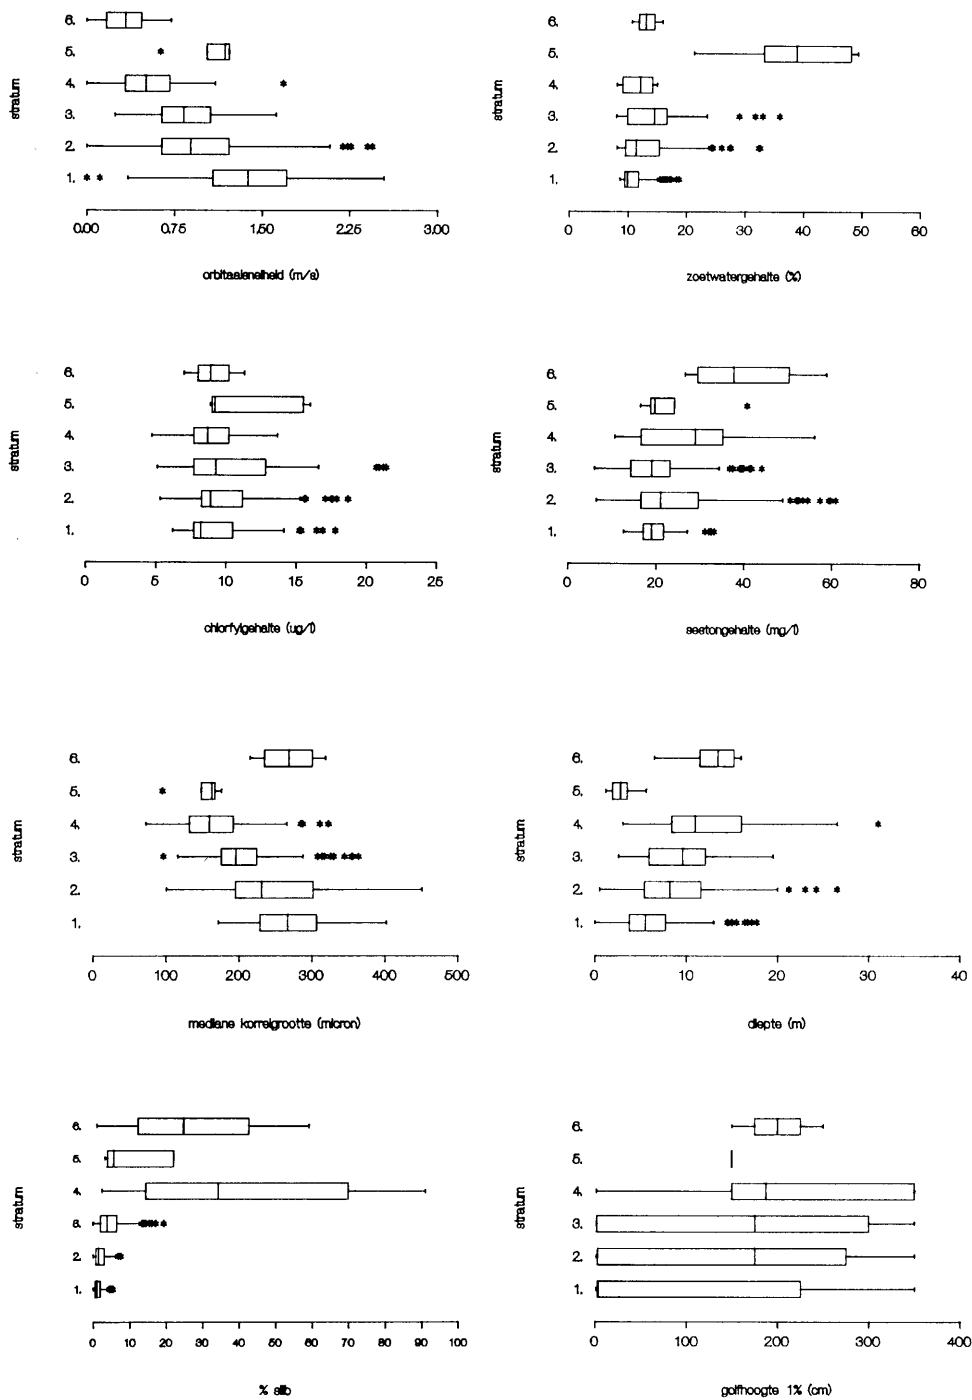 stratum
6.
5.
4.
3.
2.
1.
0.00 0.75 1.50 2.25 3.00
orbitaalsnelheid (m/s)
stratum
6.
5.
4.
3.
2.
1.
0 10 20 30 40 50 60
zoetwatergehalte (%)
stratum
6.
5.
4.
3.
2.
1.
0 5 10 15 20 25
chlorfylgehalte (ug/l)
stratum
6.
5.
4.
3.
2.
1.
0 20 40 60 80
sestongehalte (mg/l)
stratum
6.
5.
4.
3.
2.
1.
0 100 200 300 400 500
mediane korrelgrootte (micron)
stratum
6.
5.
4.
3.
2.
1.
0 10 20 30 40
diepte (m)
stratum
6.
5.
4.
3.
2.
1.
0 10 20 30 40 50 60 70 80 90 100
% slib
stratum
6.
5.
4.
3.
2.
1.
0 100 200 300 400
golfhoogte 1% (cm)